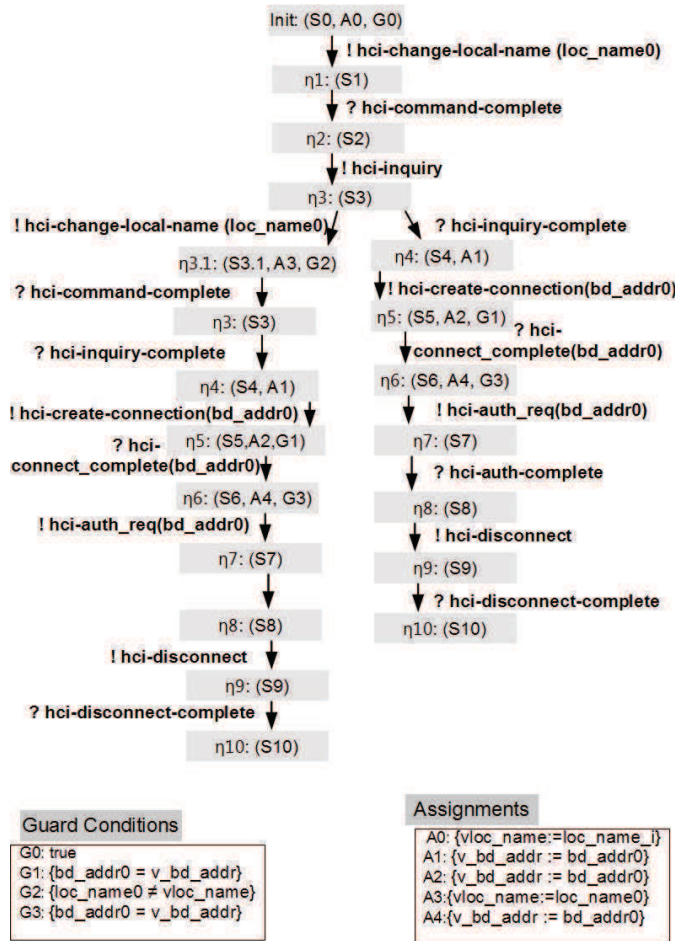 Init: (S0, A0, G0)
! hci-change-local-name (loc_name0)
η1: (S1)
? hci-command-complete
η2: (S2)
! hci-inquiry
η3: (S3)
! hci-change-local-name (loc_name0)
η3.1: (S3.1, A3, G2)
? hci-command-complete
η3: (S3)
? hci-inquiry-complete
η4: (S4, A1)
! hci-create-connection(bd_addr0)
η5: (S5,A2,G1)
? hci-
connect_complete(bd_addr0)
η6: (S6, A4, G3)
! hci-auth_req(bd_addr0)
η7: (S7)
η8: (S8)
! hci-disconnect
η9: (S9)
? hci-disconnect-complete
η10: (S10)
? hci-inquiry-complete
η4: (S4, A1)
! hci-create-connection(bd_addr0)
η5: (S5, A2, G1)
? hci-
connect_complete(bd_addr0)
η6: (S6, A4, G3)
! hci-auth_req(bd_addr0)
η7: (S7)
? hci-auth-complete
η8: (S8)
! hci-disconnect
η9: (S9)
? hci-disconnect-complete
η10: (S10)
Guard Conditions
G0: true
G1: {bd_addr0 = v_bd_addr}
G2: {loc_name0 ≠ vloc_name}
G3: {bd_addr0 = v_bd_addr}
Assignments
A0: {vloc_name:=loc_name_i}
A1: {v_bd_addr := bd_addr0}
A2: {v_bd_addr := bd_addr0}
A3:{vloc_name:=loc_name0}
A4:{v_bd_addr := bd_addr0}